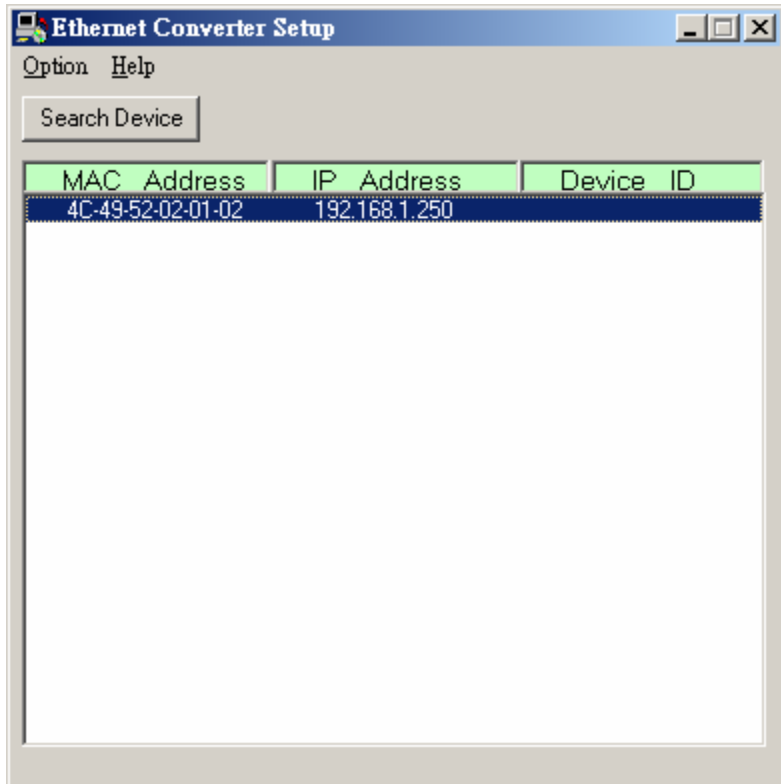 Ethernet Converter Setup
Option Help
Search Device
MAC Address IP Address Device ID
4C-49-52-02-01-02 192.168.1.250